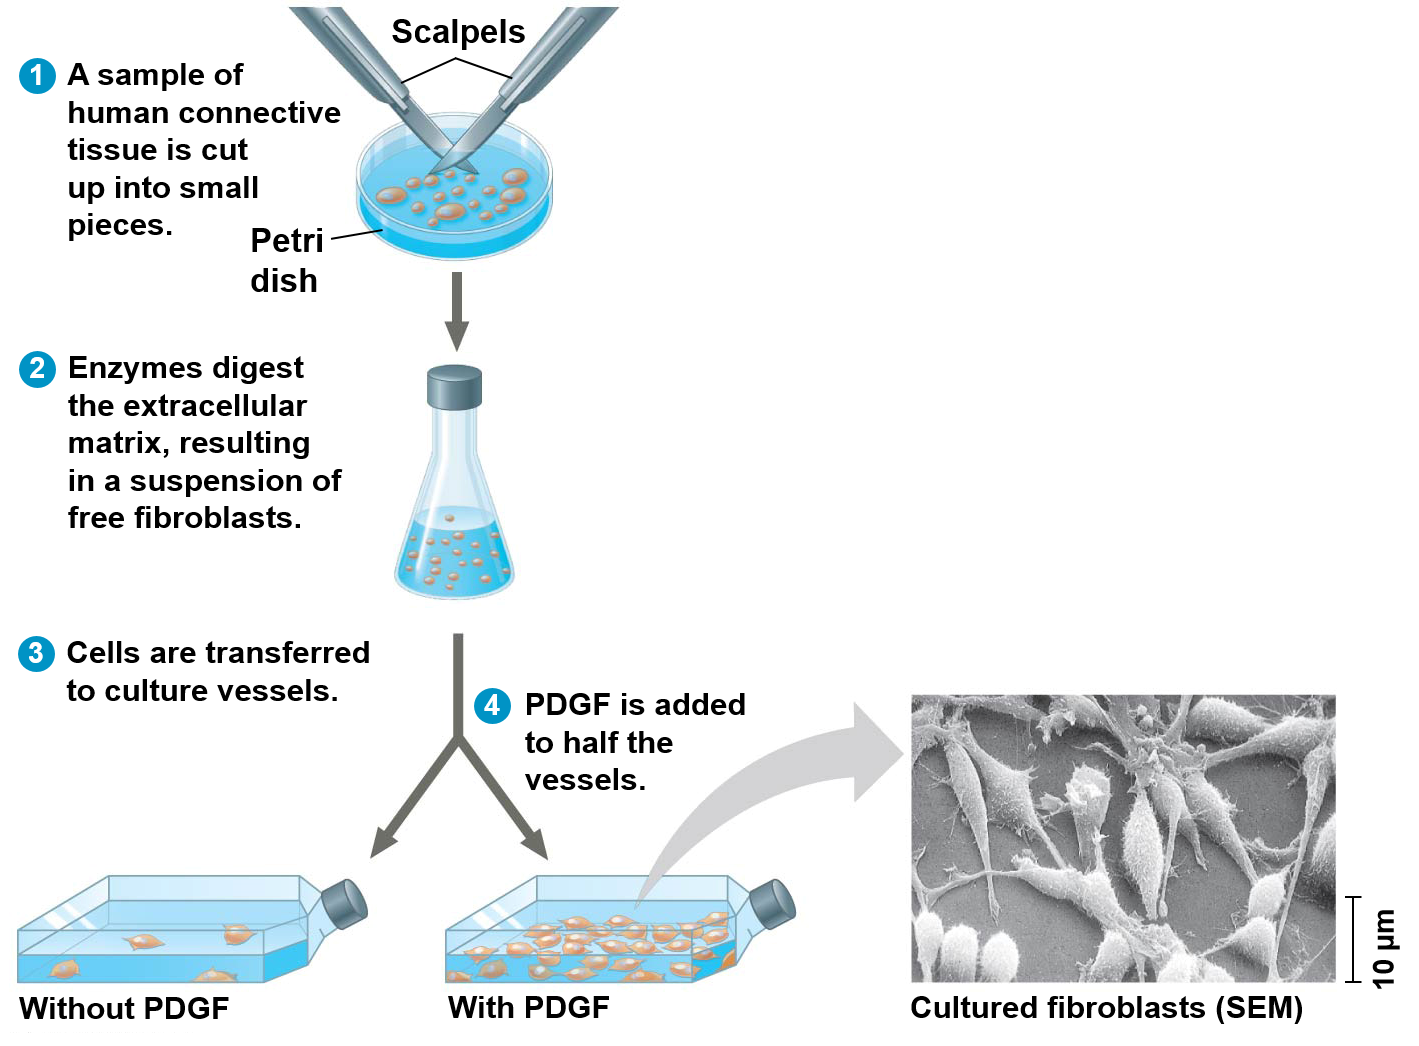 Scalpels
1 A sample of
human connective
tissue is cut
up into small
pieces.
Petri
dish
2 Enzymes digest
the extracellular
matrix, resulting
in a suspension of
free fibroblasts.
3 Cells are transferred
to culture vessels.
4 PDGF is added
to half the
vessels.
10 µm
Without PDGF
With PDGF
Cultured fibroblasts (SEM)